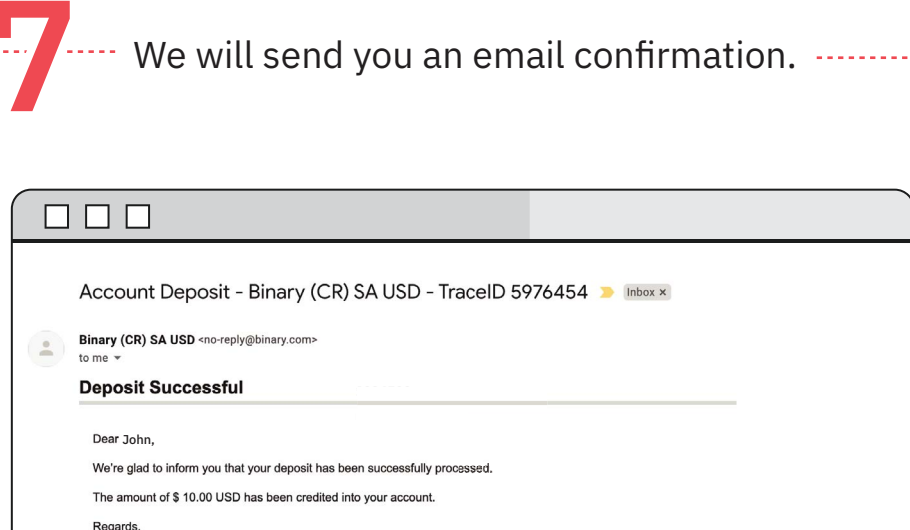 7
We will send you an email confirmation.
Account Deposit - Binary (CR) SA USD - TraceID 5976454 Inbox ×
Binary (CR) SA USD <no-reply@binary.com>
to me
Deposit Successful
Dear John,
We're glad to inform you that your deposit has been successfully processed.
The amount of $ 10.00 USD has been credited into your account.
Regards,